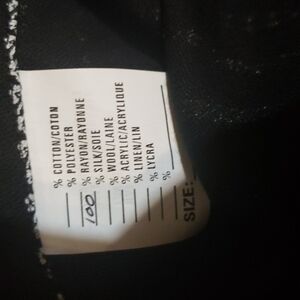 % COTTON/COTON
% POLYESTER
100 % RAYON/RAYONNE
% SILK/SOIE
% WOOL/LAINE
% ACRYLIC/ACRYLIQUE
% LINEN/LIN
% LYCRA
%
SIZE: